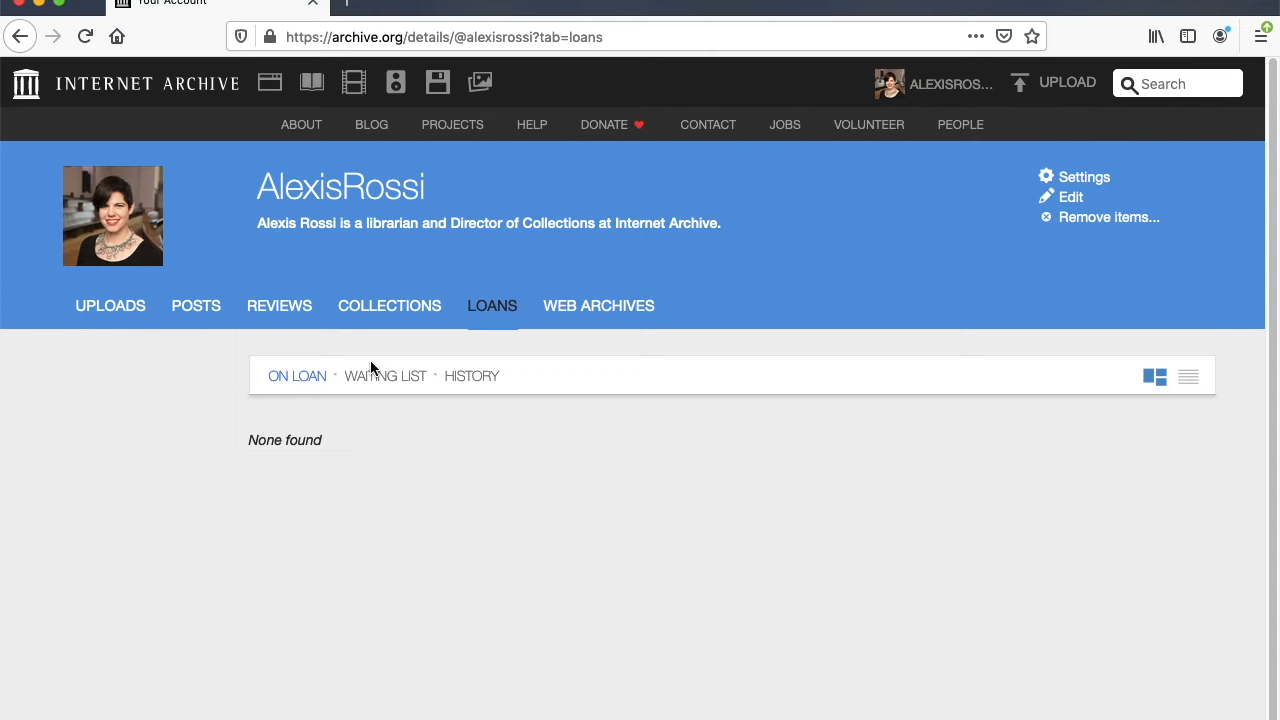 Your Account
https://archive.org/details/@alexisrossi?tab=loans
INTERNET ARCHIVE
ALEXISROS...
UPLOAD
Search
ABOUT BLOG PROJECTS HELP DONATE CONTACT JOBS VOLUNTEER PEOPLE
AlexisRossi
Alexis Rossi is a librarian and Director of Collections at Internet Archive.
Settings
Edit
Remove items...
UPLOADS POSTS REVIEWS COLLECTIONS LOANS WEB ARCHIVES
ON LOAN WAITING LIST HISTORY
None found